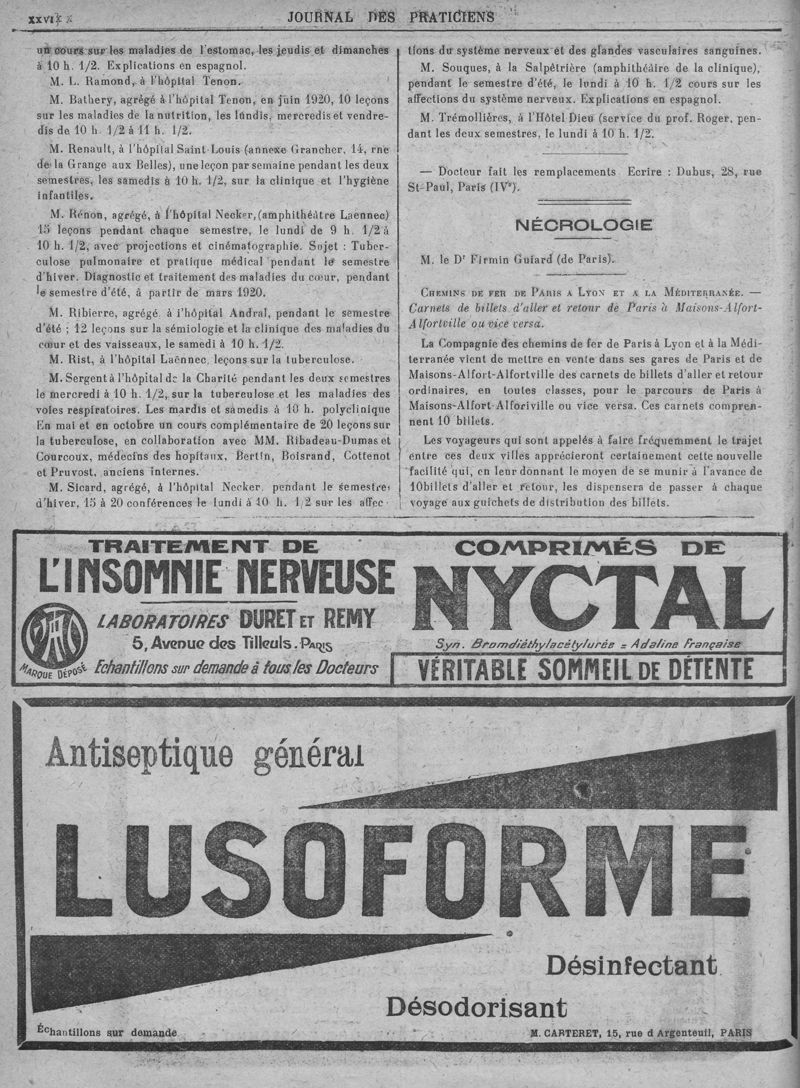 XXVI
JOURNAL DES PRATICIENS
un cours sur les maladies de l'estomac, les jeudis et dimanches
à 10 h. 1/2. Explications en espagnol.
M. L. Ramond, à l'hôpital Tenon.
M. Bathery, agrégé à l'hôpital Tenon, en juin 1920, 10 leçons
sur les maladies de la nutrition, les lundis, mercredis et vendre-
dis de 10 h. 1/2 à 11 h. 1/2.
M. Renault, à l'hôpital Saint-Louis (annexe Grancher, 14, rne
de la Grange aux Belles), une leçon par semaine pendant les deux
semestres, les samedis à 10 h. 1/2, sur la clinique et l'hygiène
infantiles.
M. Rénon, agrégé, à l'hôpital Necker, (amphithéâtre Laennec)
15 leçons pendant chaque semestre, le lundi de 9 h. 1/2 à
10 h. 1/2, avec projections et cinématographie. Sujet : Tuber-
culose pulmonaire et pratique médical pendant le semestre
d'hiver. Diagnostic et traitement des maladies du cœur, pendant
le semestre d'été, à partir de mars 1920.
M. Ribierre, agrégé à l'hôpital Andral, pendant le semestre
d'été ; 12 leçons sur la sémiologie et la clinique des maladies du
cœur et des vaisseaux, le samedi à 10 h. 1/2.
M. Rist, à l'hôpital Laënnec, leçons sur la tuberculose.
M. Sergent à l'hôpital de la Charité pendant les deux semestres
le mercredi à 10 h. 1/2, sur la tubereulose et les maladies des
voies respiratoires. Les mardis et samedis à 10 h. polyclinique
En mai et en octobre un cours complémentaire de 20 leçons sur
la tuberculose, en collaboration avec MM. Ribadeau-Dumas et
Courcoux, médecins des hopitaux, Bertin, Boisrand, Cottenot
et Pruvost, anciens internes.
M. Sicard, agrégé, à l'hôpital Necker, pendant le semestre
d'hiver, 15 à 20 conférences le lundi à 10 h. 1/2 sur les affec-
tions du système nerveux et des glandes vasculaires sanguines.
M. Souques, à la Salpêtrière (amphithéaire de la clinique),
pendant le semestre d'été, le lundi à 10 h. 1/2 cours sur les
affections du système nerveux. Explications en espagnol.
M. Trémollières, à l'Hôtel Dieu (service du prof. Roger, pen-
dant les deux semestres, le lundi à 10 h. 1/2.
— Docteur fait les remplacements Ecrire : Dubus, 28, rue
St-Paul, Paris (IVe).
NÉCROLOGIE
M. le Dr Firmin Guiard (de Paris).
CHEMINS DE FER DE PARIS A LYON ET A LA MÉDITERRANÉE. —
Carnets de billets d'aller et retour de Paris à Maisons-Alfort-
Alfortville ou vice versa.
La Compagnie des chemins de fer de Paris à Lyon et à la Médi-
terranée vient de mettre en vente dans ses gares de Paris et de
Maisons-Alfort-Alfortville des carnets de billets d'aller et retour
ordinaires, en toutes classes, pour le parcours de Paris à
Maisons-Alfort-Alforiville ou vice versa. Ces carnets compren-
nent 10 billets.
Les voyageurs qui sont appelés à faire fréquemment le trajet
entre ces deux villes apprécieront certainement cette nouvelle
facilité qui, en leur donnant le moyen de se munir à l'avance de
10 billets d'aller et retour, les dispensera de passer à chaque
voyage aux guichets de distribution des billets.
TRAITEMENT DE
L'INSOMNIE NERVEUSE
LABORATOIRES DURET ET REMY
5, Avenue des Tilleuls. PARIS
MARQUE DÉPOSÉ
Echantillons sur demande à tous les Docteurs
COMPRIMÉS DE
NYCTAL
Syn. Bromdiéthylacétylurée = Adaline Française
VÉRITABLE SOMMEIL DE DÉTENTE
Antiseptique général
LUSOFORME
Désinfectant
Désodorisant
Échantillons sur demande
M. CARTERET, 15, rue d Argenteuil, PARIS